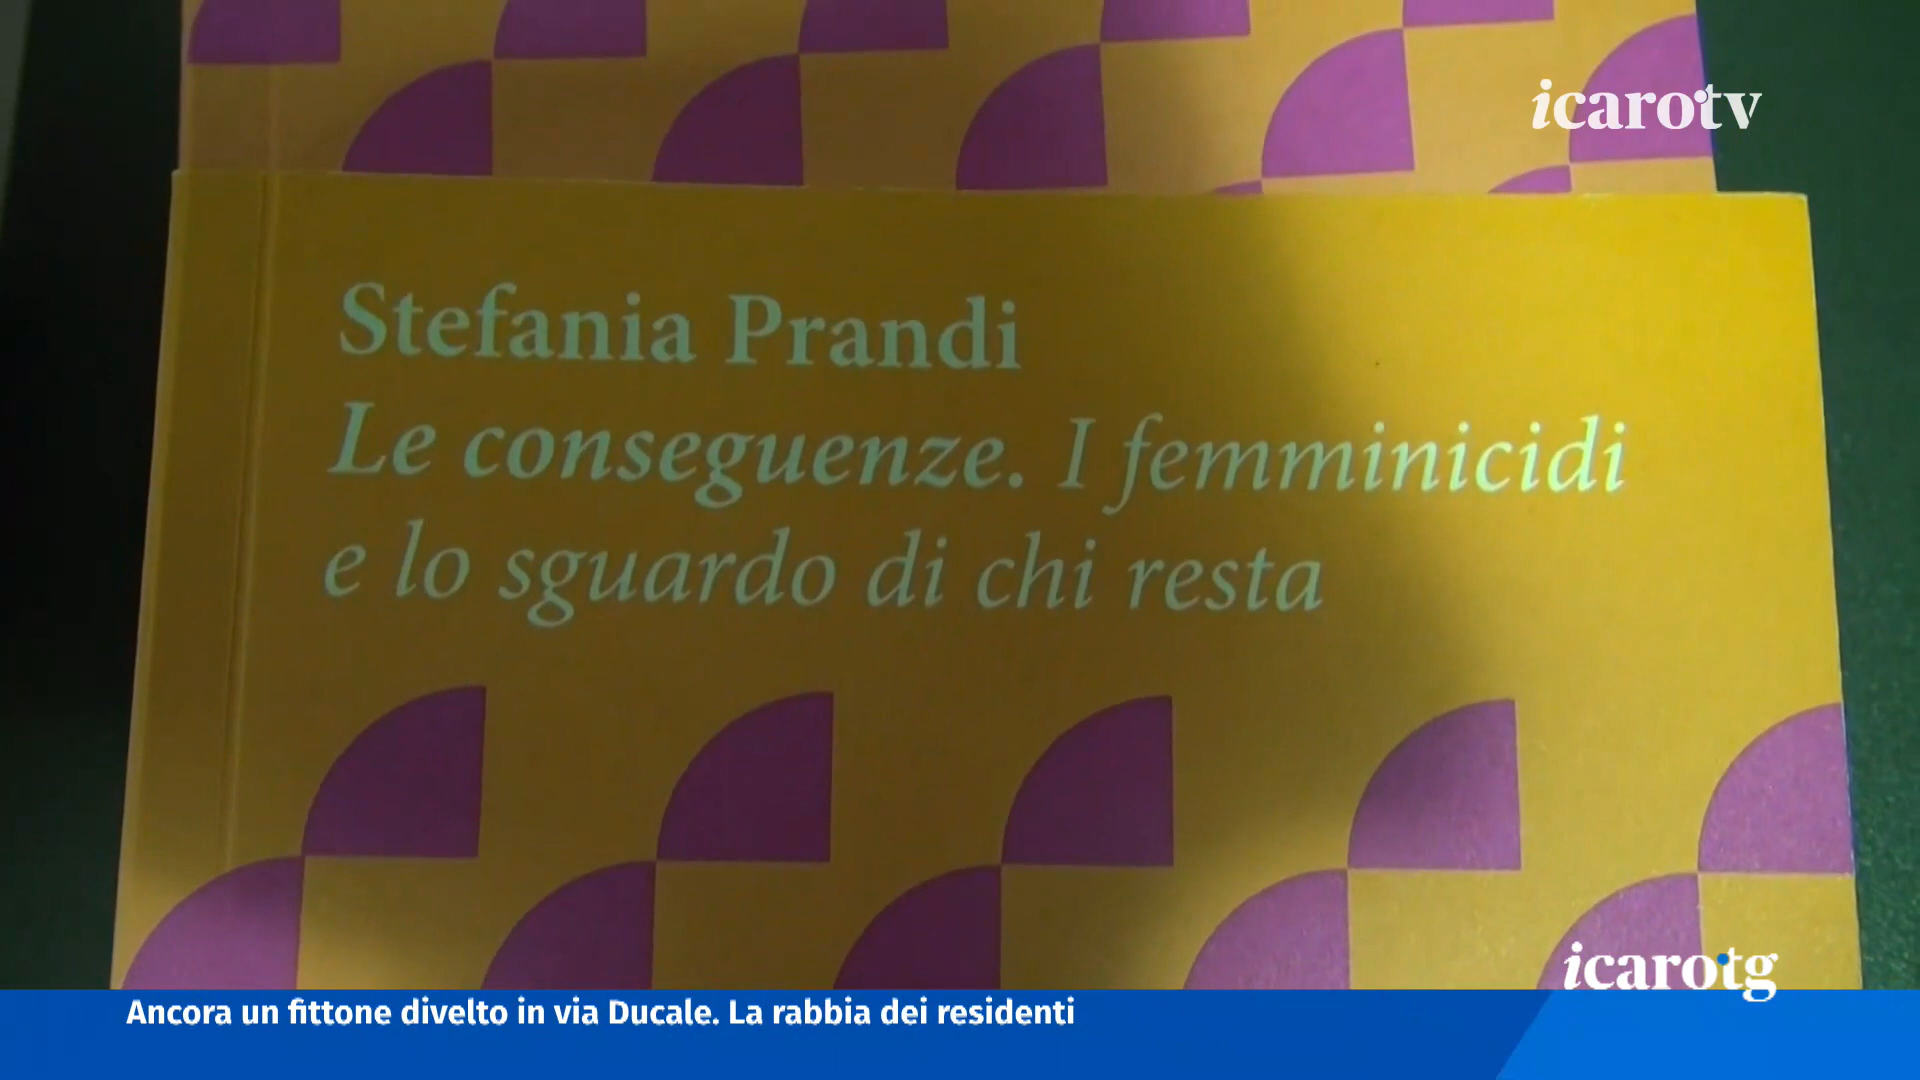 icarotv
Stefania Prandi
Le conseguenze. I femminicidi
e lo sguardo di chi resta
icarotg
Ancora un fittone divelto in via Ducale. La rabbia dei residenti